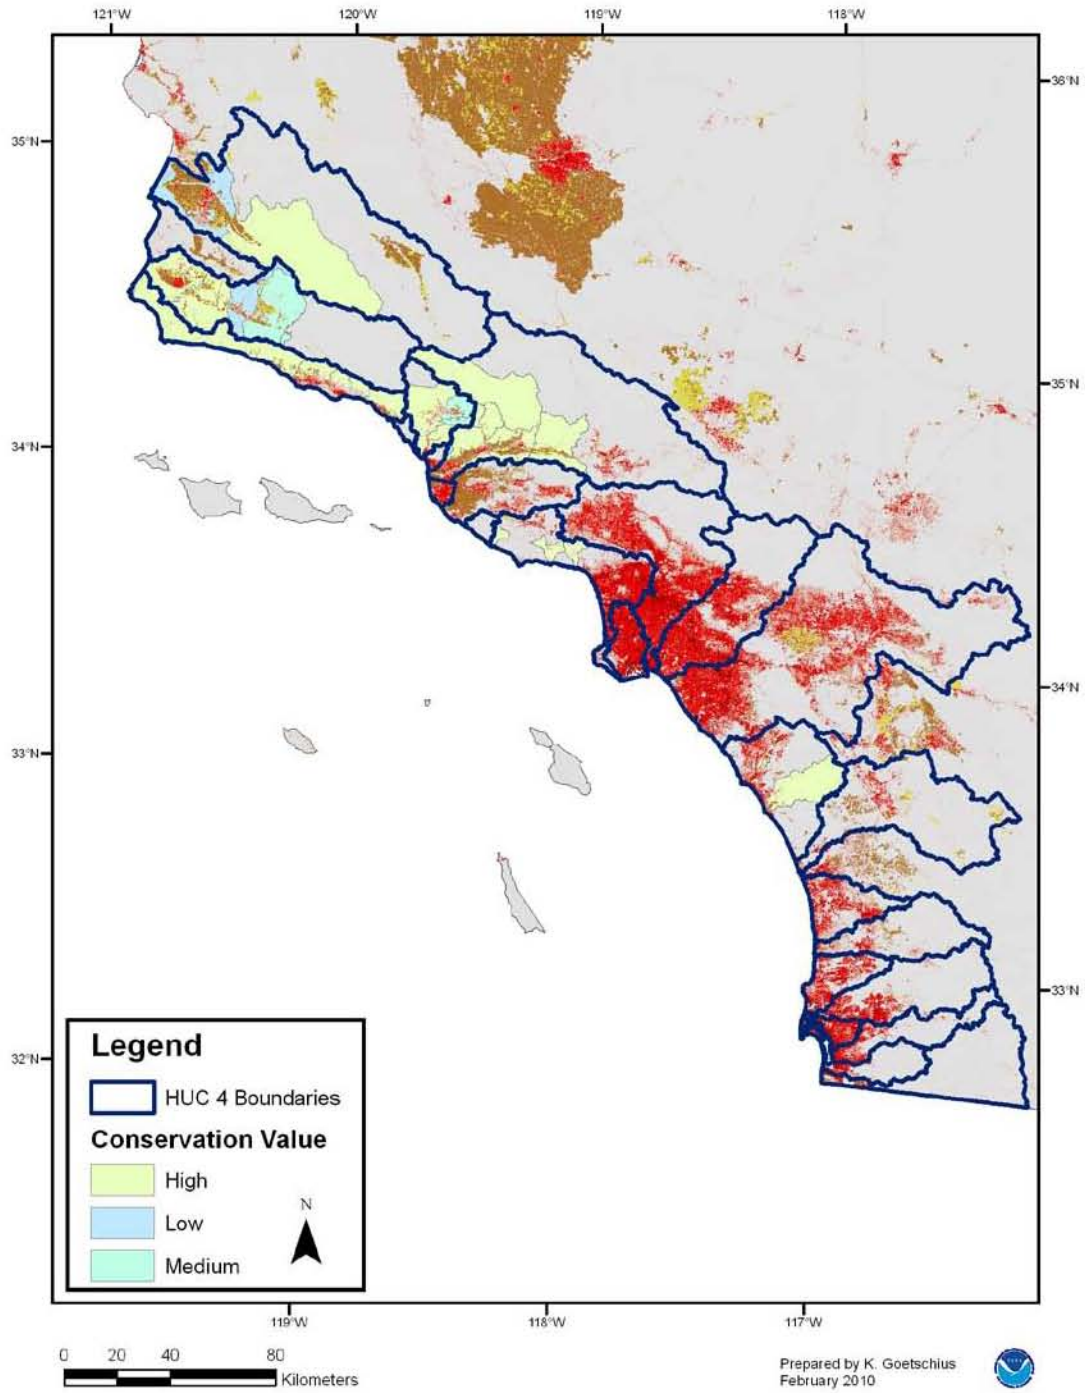 121°W 120°W 119°W 118°W
36°N
35°N
35°N
34°N
34°N
33°N
33°N
32°N
Legend
HUC 4 Boundaries
Conservation Value
High
N
Low
Medium
119°W 118°W 117°W
0 20 40 80
Kilometers
Prepared by K. Goetschius
February 2010